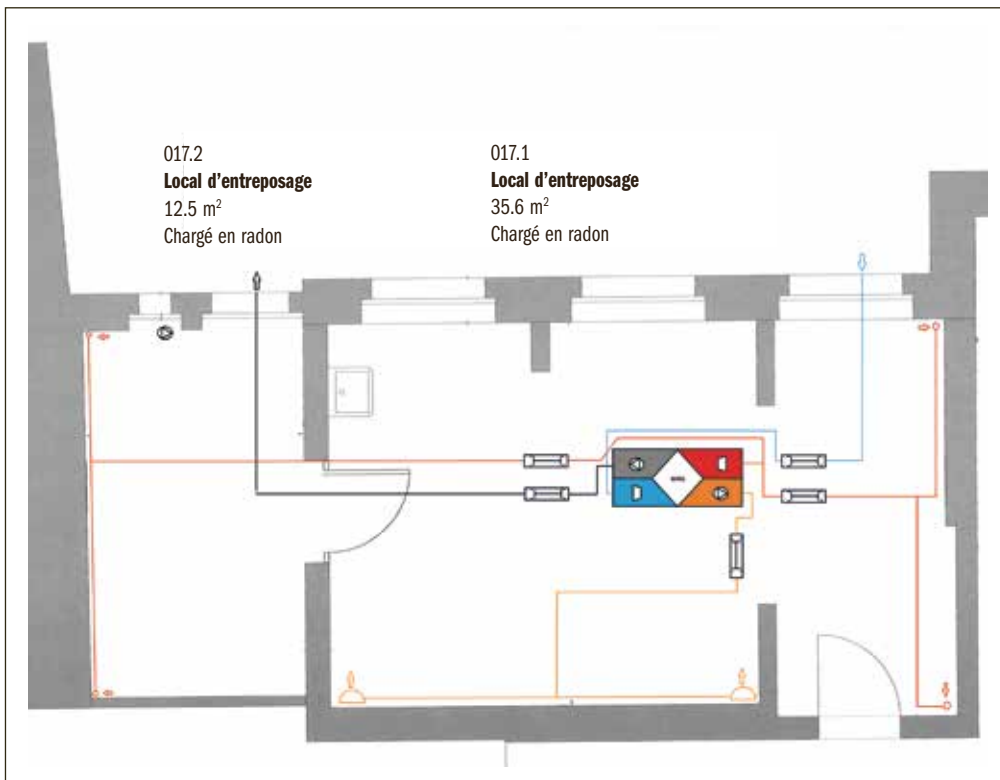 017.2
Local d’entreposage
12.5 m²
Chargé en radon
017.1
Local d’entreposage
35.6 m²
Chargé en radon